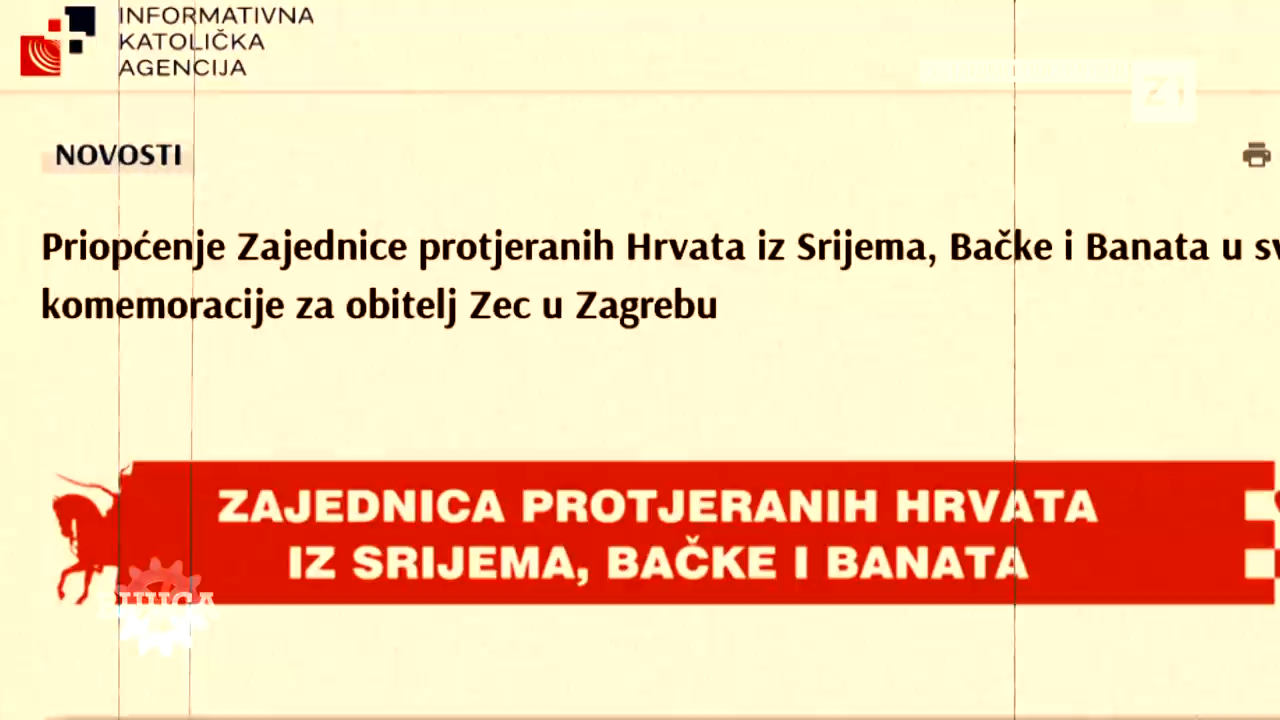 INFORMATIVNA
KATOLIČKA
AGENCIJA
NOVOSTI
Priopćenje Zajednice protjeranih Hrvata iz Srijema, Bačke i Banata u sv
komemoracije za obitelj Zec u Zagrebu
ZAJEDNICA PROTJERANIH HRVATA
IZ SRIJEMA, BAČKE I BANATA